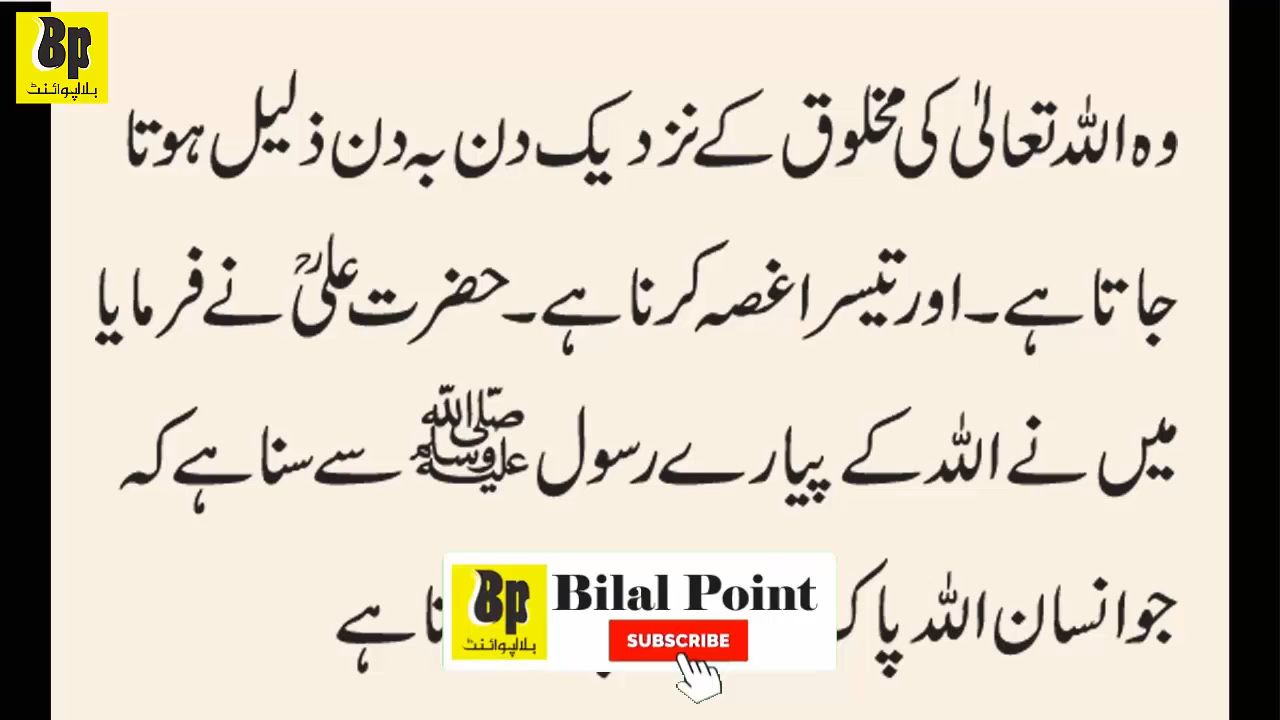 Bp
بلالپوائنٹ
وہ اللہ تعالیٰ کی مخلوق کے نزدیک دن بہ دن ذلیل ہوتا
جاتا ہے۔ اور تیسرا غصہ کرنا ہے۔ حضرت علیؓ نے فرمایا
میں نے اللہ کے پیارے رسول ﷺ سے سنا ہے کہ
جو انسان اللہ پاک ہے
Bp
بلالپوائنٹ
Bilal Point
SUBSCRIBE